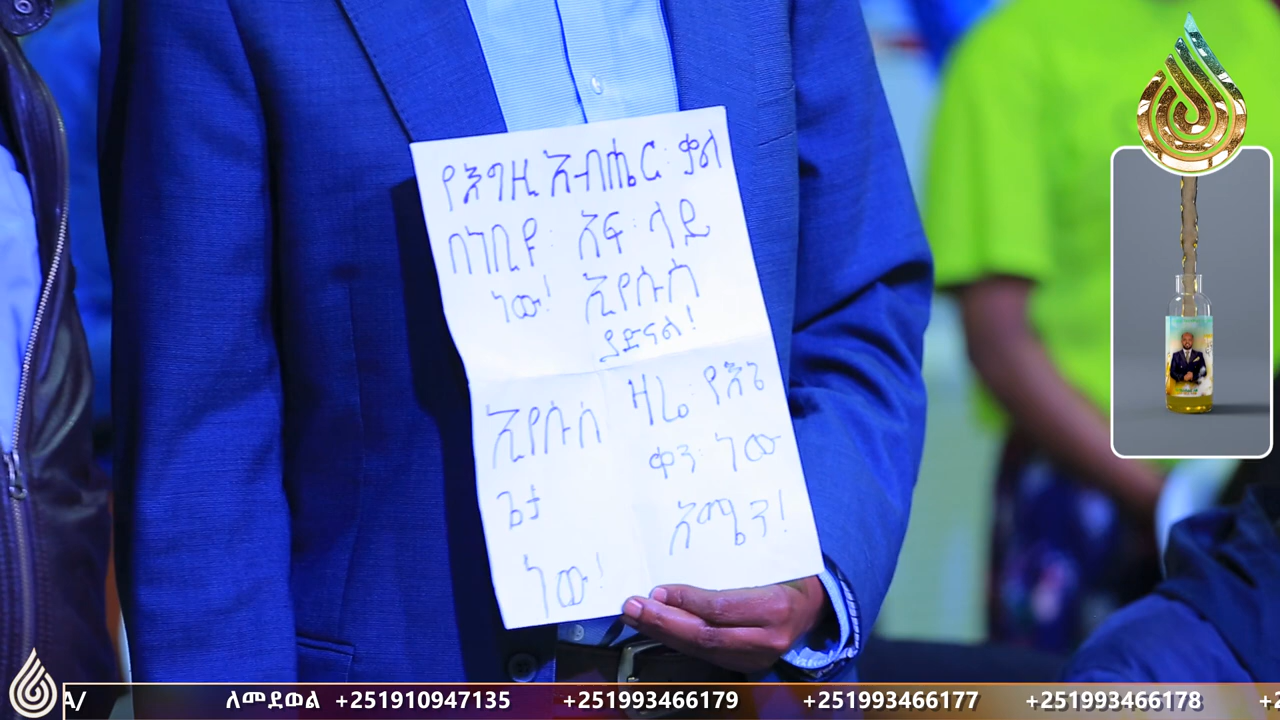 የእግዚአብሔር፡ ቃል
በነቢዩ፡ አፍ፡ ላይ
ነው! ኢየሱስ
ያድናል!
ኢየሱስ
ጌታ
ነው!
ዛሬ፡ የእኔ
ቀን፡ ነው
አሜን!
A/ ለመደወል +251910947135 +251993466179 +251993466177 +251993466178